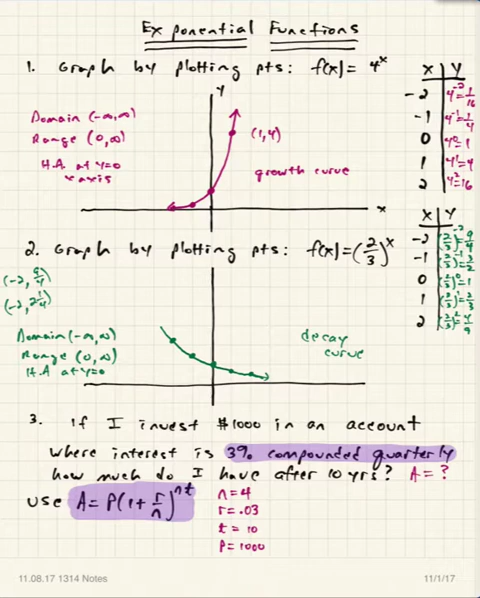 Exponential Functions
1. Graph by plotting pts: f(x) = 4^x
x | y
-2 | 4^-2 = 1/16
-1 | 4^-1 = 1/4
0 | 4^0 = 1
1 | 4^1 = 4
2 | 4^2 = 16
Y
Domain (-∞,∞)
Range (0,∞)
H.A at y=0
x axis
(1,4)
growth curve
x
2. Graph by plotting pts: f(x) = (2/3)^x
x | y
-2 | (2/3)^-2 = 9/4
-1 | (2/3)^-1 = 3/2
0 | (2/3)^0 = 1
1 | (2/3)^1 = 2/3
2 | (2/3)^2 = 4/9
(-2, 9/4)
(-2, 2 1/4)
Domain (-∞,∞)
Range (0,∞)
H.A at y=0
decay
curve
3. If I invest $1000 in an account
where interest is 3% compounded quarterly
how much do I have after 10 yrs? A = ?
use A = P(1 + r/n)^nt
n = 4
r = .03
t = 10
P = 1000
11.08.17 1314 Notes
11/1/17